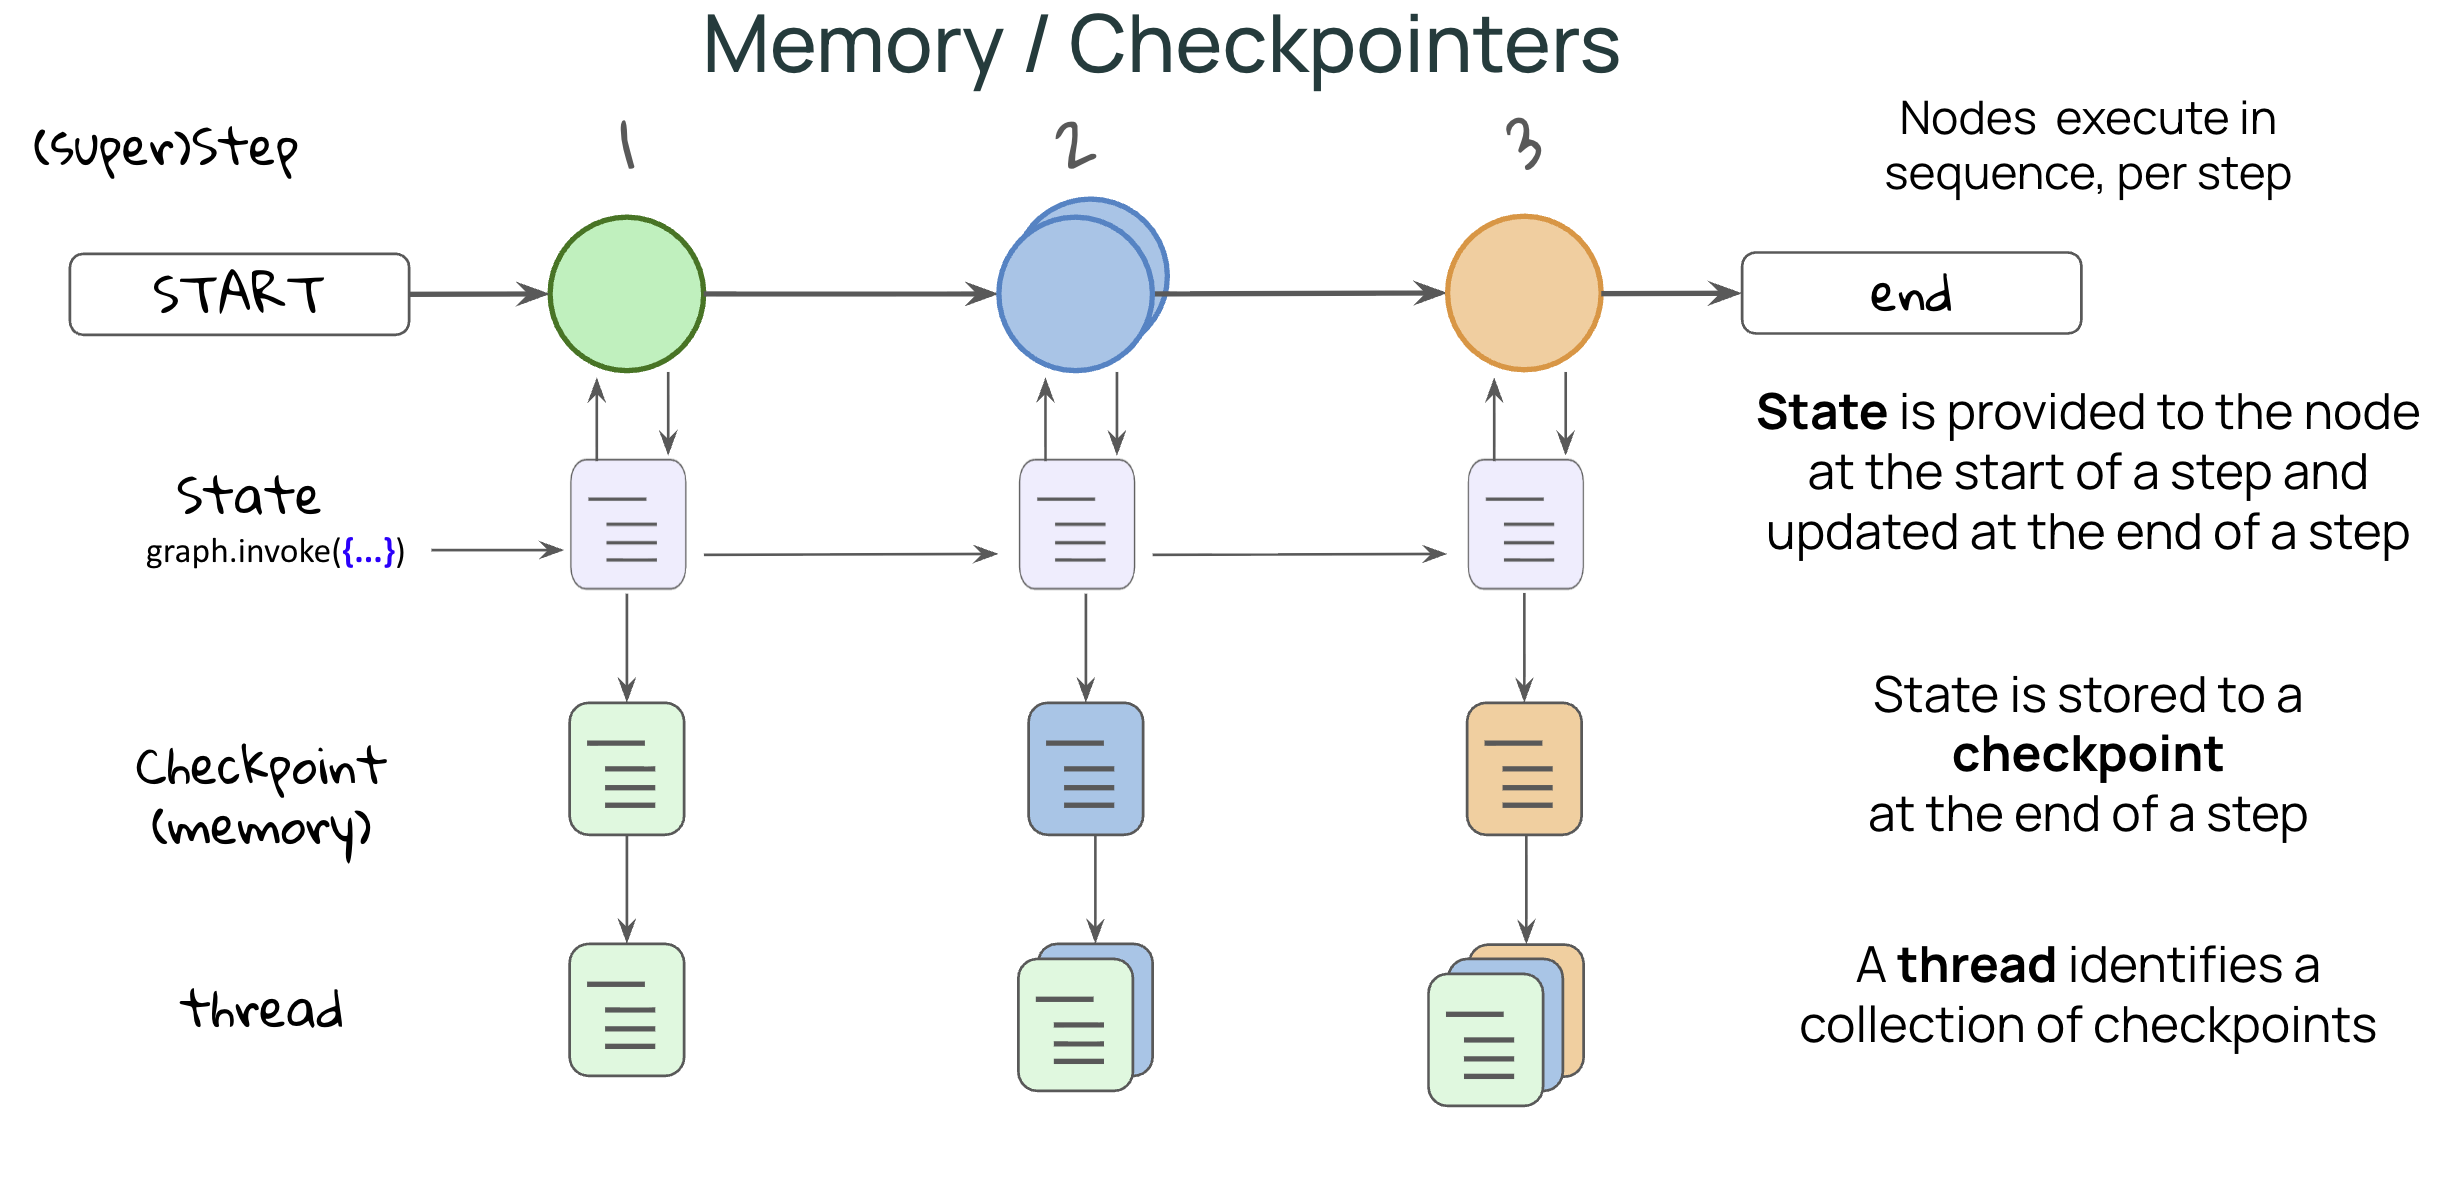 Memory / Checkpointers
(super)Step
1
2
3
Nodes  execute in
sequence, per step
START
end
State
graph.invoke({...})
State is provided to the node
at the start of a step and
updated at the end of a step
Checkpoint
(memory)
State is stored to a
checkpoint
at the end of a step
thread
A thread identifies a
collection of checkpoints